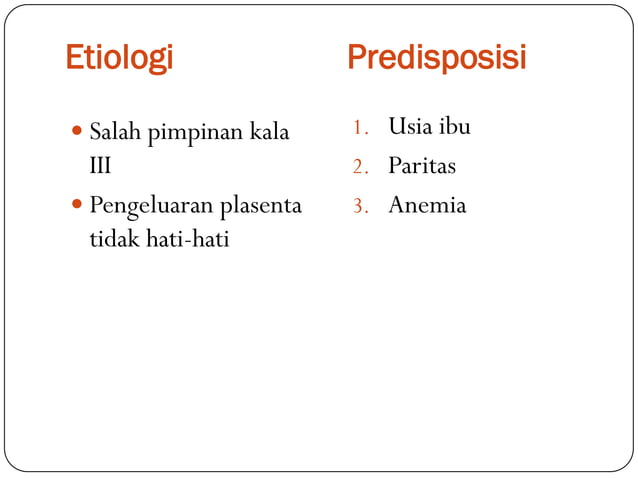 Etiologi
• Salah pimpinan kala
III
• Pengeluaran plasenta
tidak hati-hati
Predisposisi
1. Usia ibu
2. Paritas
3. Anemia